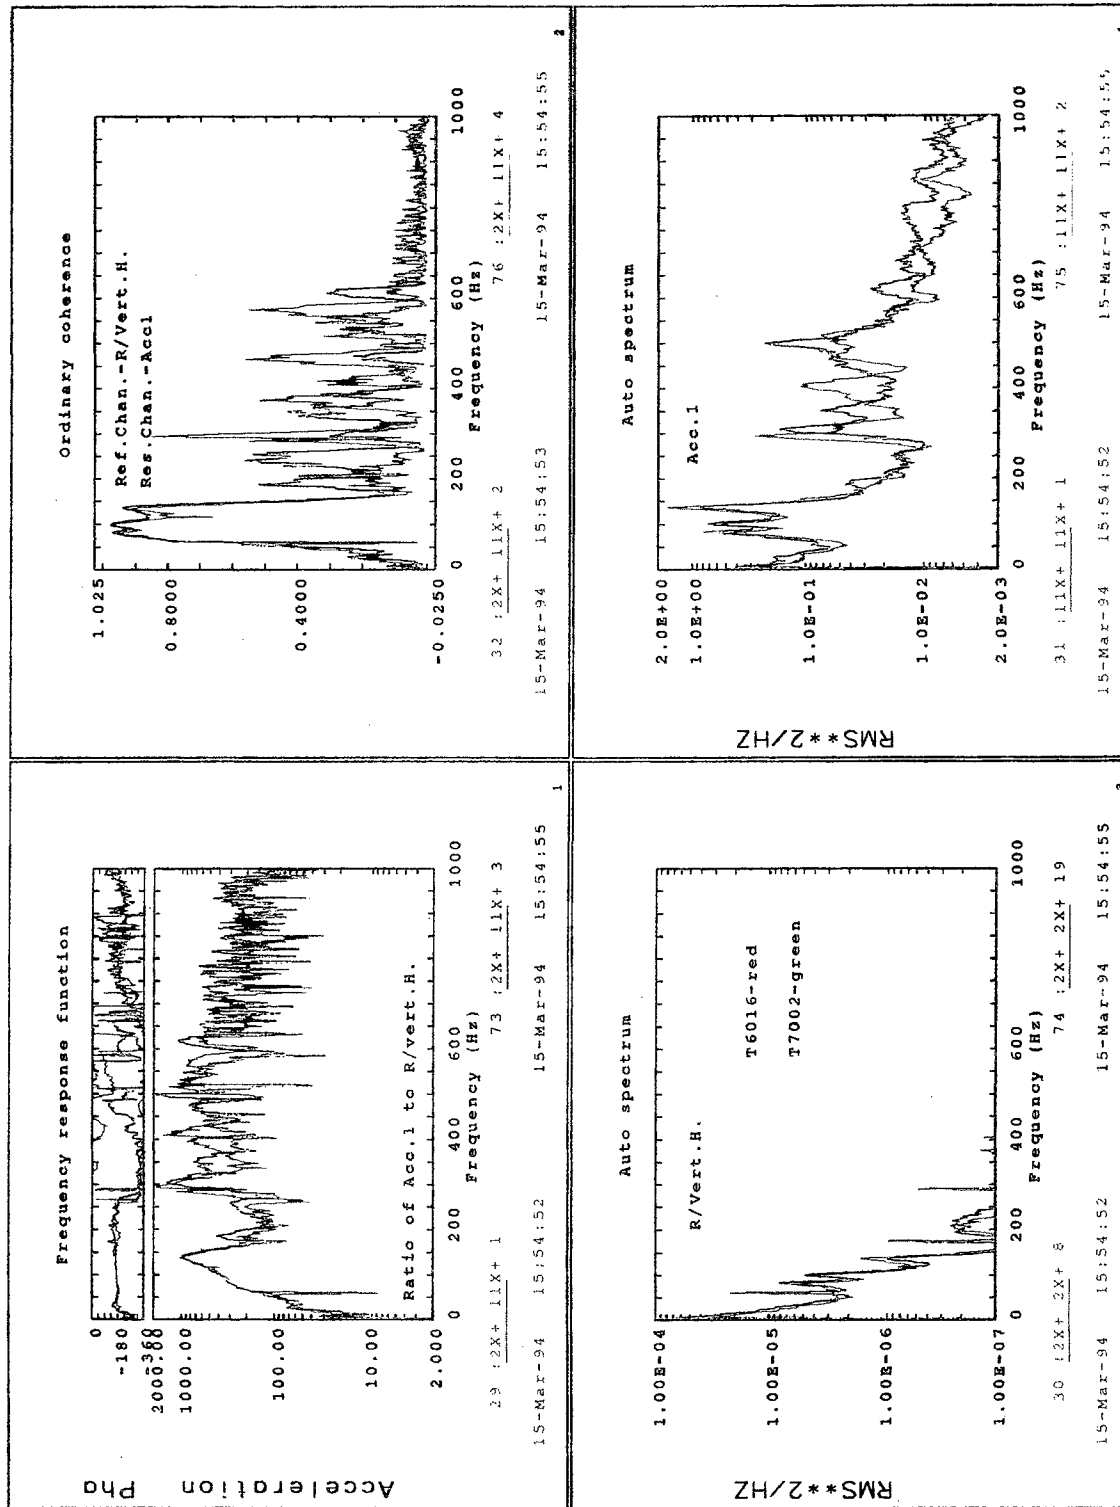 Frequency response function
Pha
0
-180
-360
2000.00
1000.00
100.00
10.00
2.000
Acceleration
Ratio of Acc.1 to R/vert.H.
0 200 400 600 1000
Frequency (Hz)
29 :2X+ 11X+ 1 73 :2X+ 11X+ 3
15-Mar-94 15:54:52 15-Mar-94 15:54:55
1
Ordinary coherence
1.025
0.8000
0.4000
-0.0250
Ref.Chan.-R/Vert.H.
Res.Chan.-Acc1
0 200 400 600 1000
Frequency (Hz)
32 :2X+ 11X+ 2 76 :2X+ 11X+ 4
15-Mar-94 15:54:53 15-Mar-94 15:54:55
2
Auto spectrum
RMS**2/HZ
1.00E-04
1.00E-05
1.00E-06
1.00E-07
R/Vert.H.
T6016-red
T7002-green
0 200 400 600 1000
Frequency (Hz)
30 :2X+ 2X+ 8 74 :2X+ 2X+ 19
15-Mar-94 15:54:52 15-Mar-94 15:54:55
Auto spectrum
RMS**2/HZ
2.0E+00
1.0E+00
1.0E-01
1.0E-02
2.0E-03
Acc.1
0 200 400 600 1000
Frequency (Hz)
31 :11X+ 11X+ 1 75 :11X+ 11X+ 2
15-Mar-94 15:54:52 15-Mar-94 15:54:55